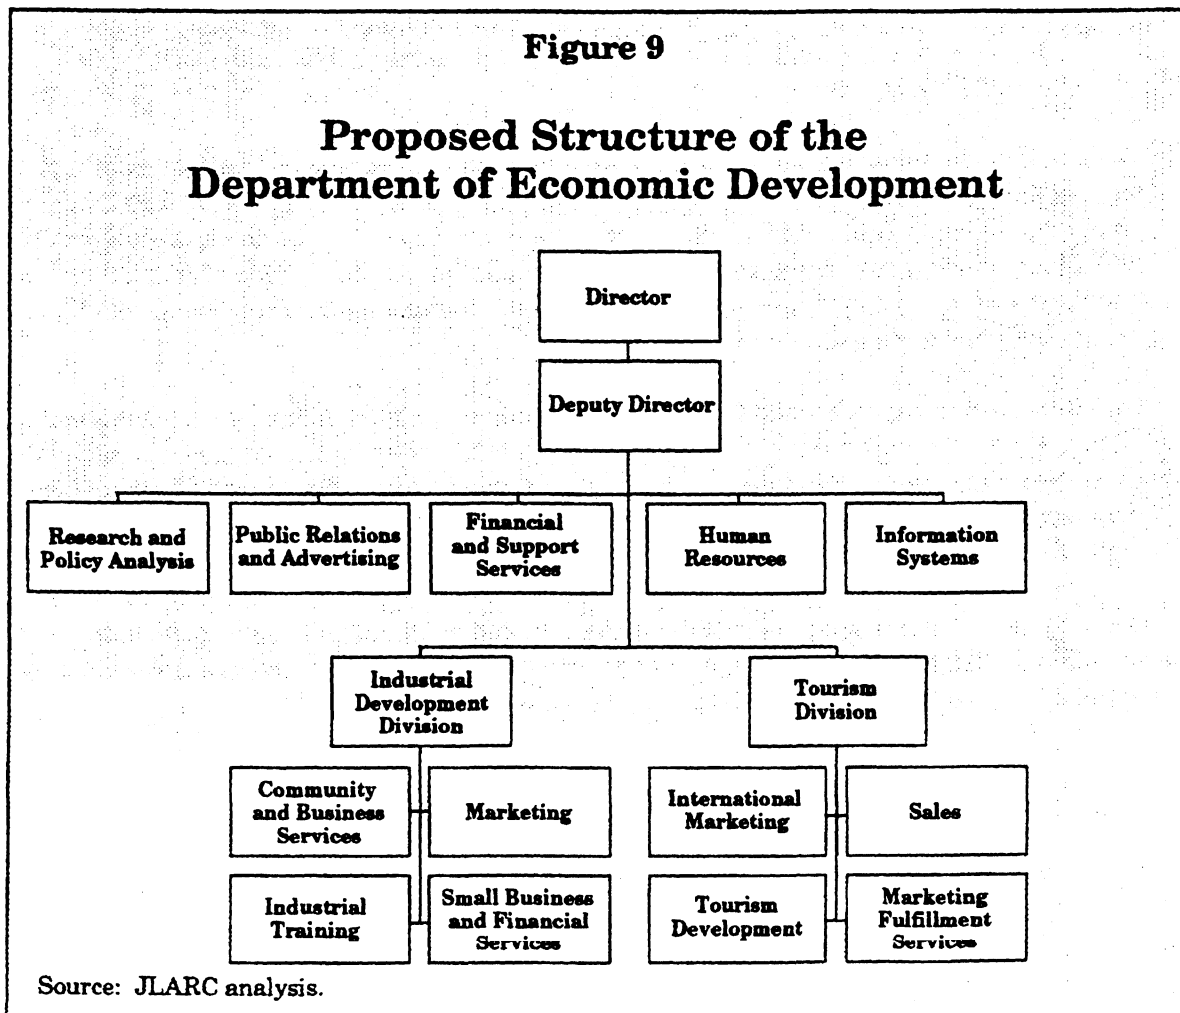 Figure 9
Proposed Structure of the
Department of Economic Development
Director
Deputy Director
Research and
Policy Analysis
Public Relations
and Advertising
Financial
and Support
Services
Human
Resources
Information
Systems
Industrial
Development
Division
Tourism
Division
Community
and Business
Services
Marketing
International
Marketing
Sales
Industrial
Training
Small Business
and Financial
Services
Tourism
Development
Marketing
Fulfillment
Services
Source: JLARC analysis.